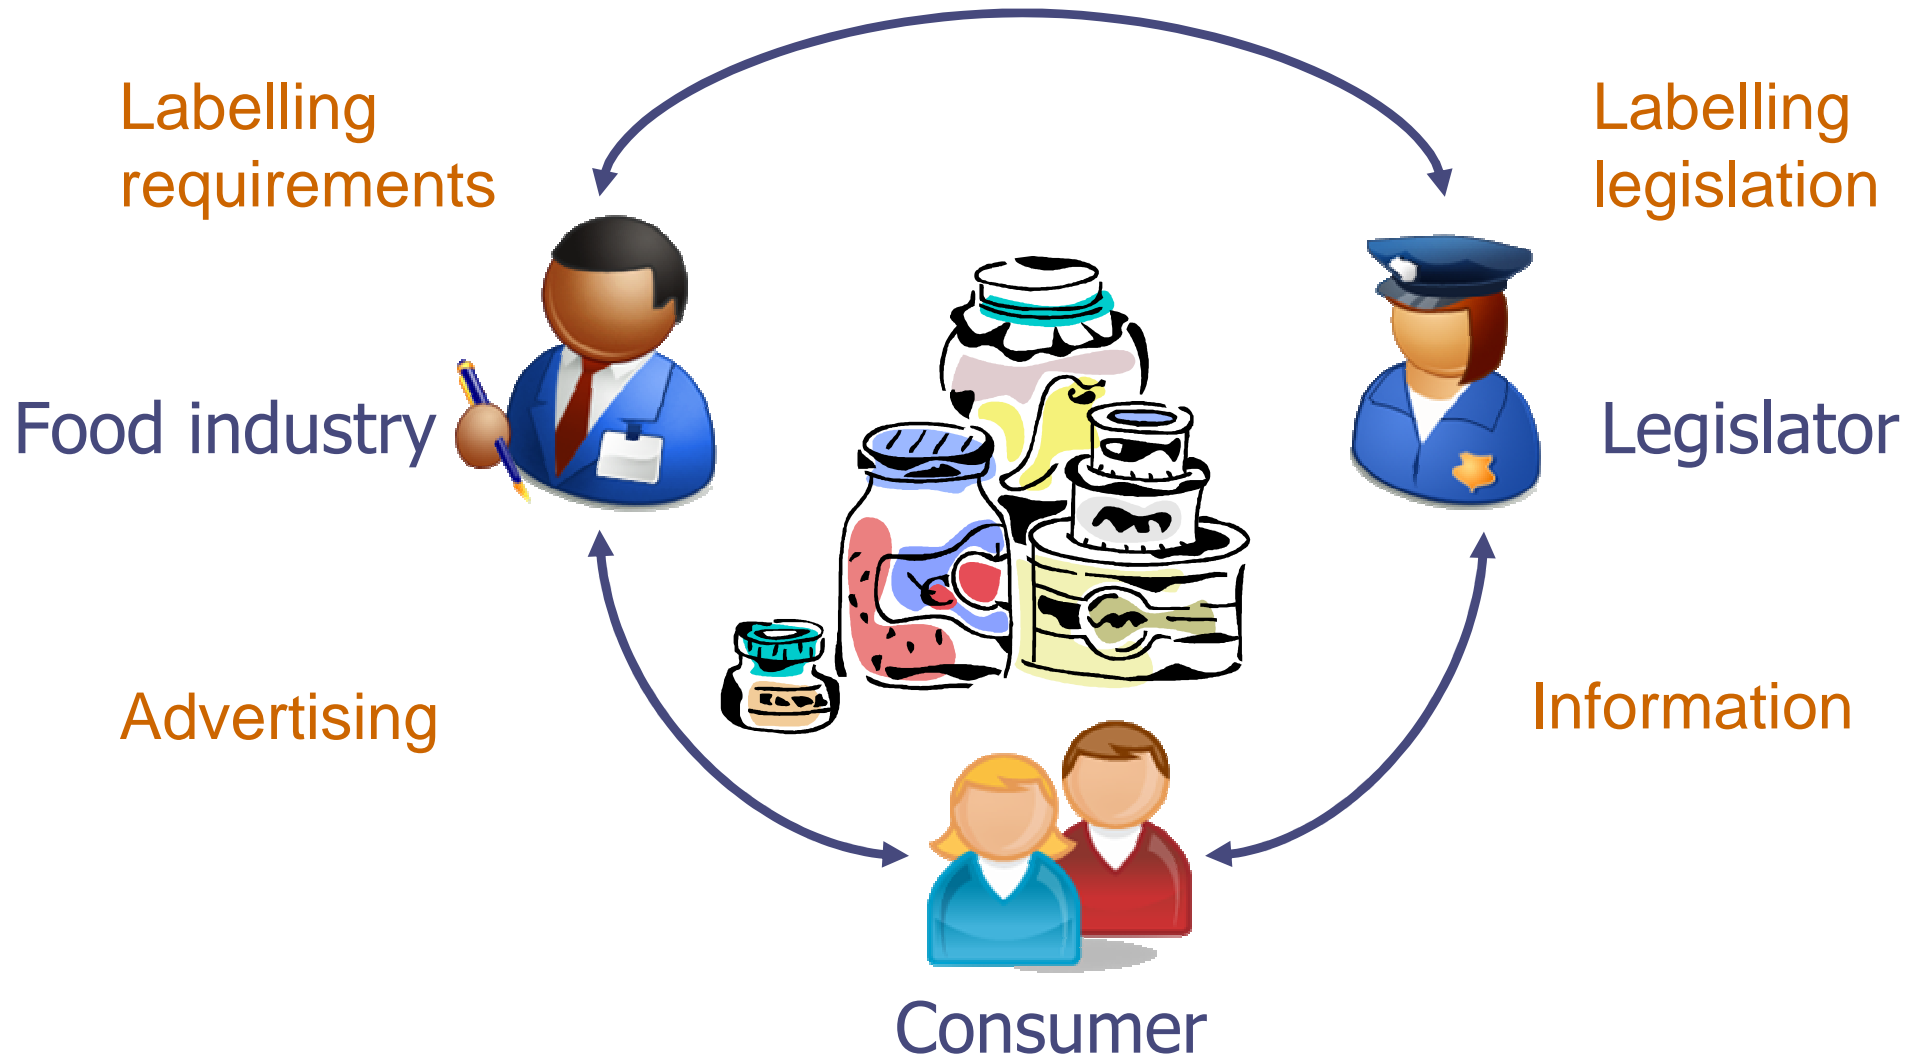 Labelling
requirements
Labelling
legislation
Food industry
Legislator
Advertising
Information
Consumer